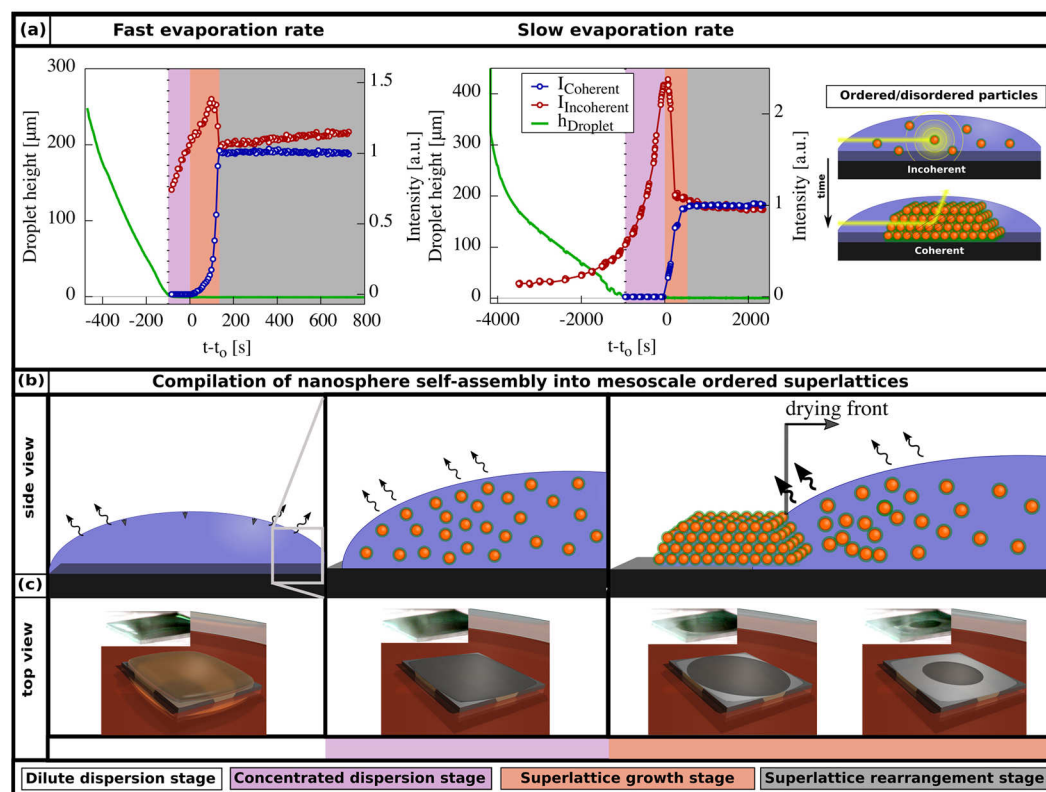 (a)
Fast evaporation rate
Slow evaporation rate
300
200
100
0
Droplet height [μm]
-400
-200
0
200
400
600
800
t-t₀ [s]
1.5
1
0.5
0
Intensity [a.u.]
I Coherent
I Incoherent
h Droplet
400
300
200
100
0
Droplet height [μm]
-4000
-2000
0
2000
t-t₀ [s]
2
1
0
Intensity [a.u.]
Ordered/disordered particles
Incoherent
time
Coherent
(b)
Compilation of nanosphere self-assembly into mesoscale ordered superlattices
side view
drying front
(c)
top view
Dilute dispersion stage
Concentrated dispersion stage
Superlattice growth stage
Superlattice rearrangement stage